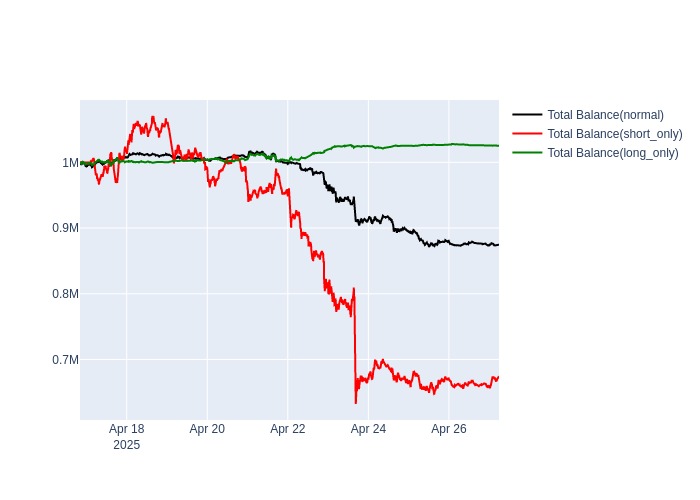 Total Balance(normal)
Total Balance(short_only)
Total Balance(long_only)
1M
0.9M
0.8M
0.7M
Apr 18
2025
Apr 20
Apr 22
Apr 24
Apr 26